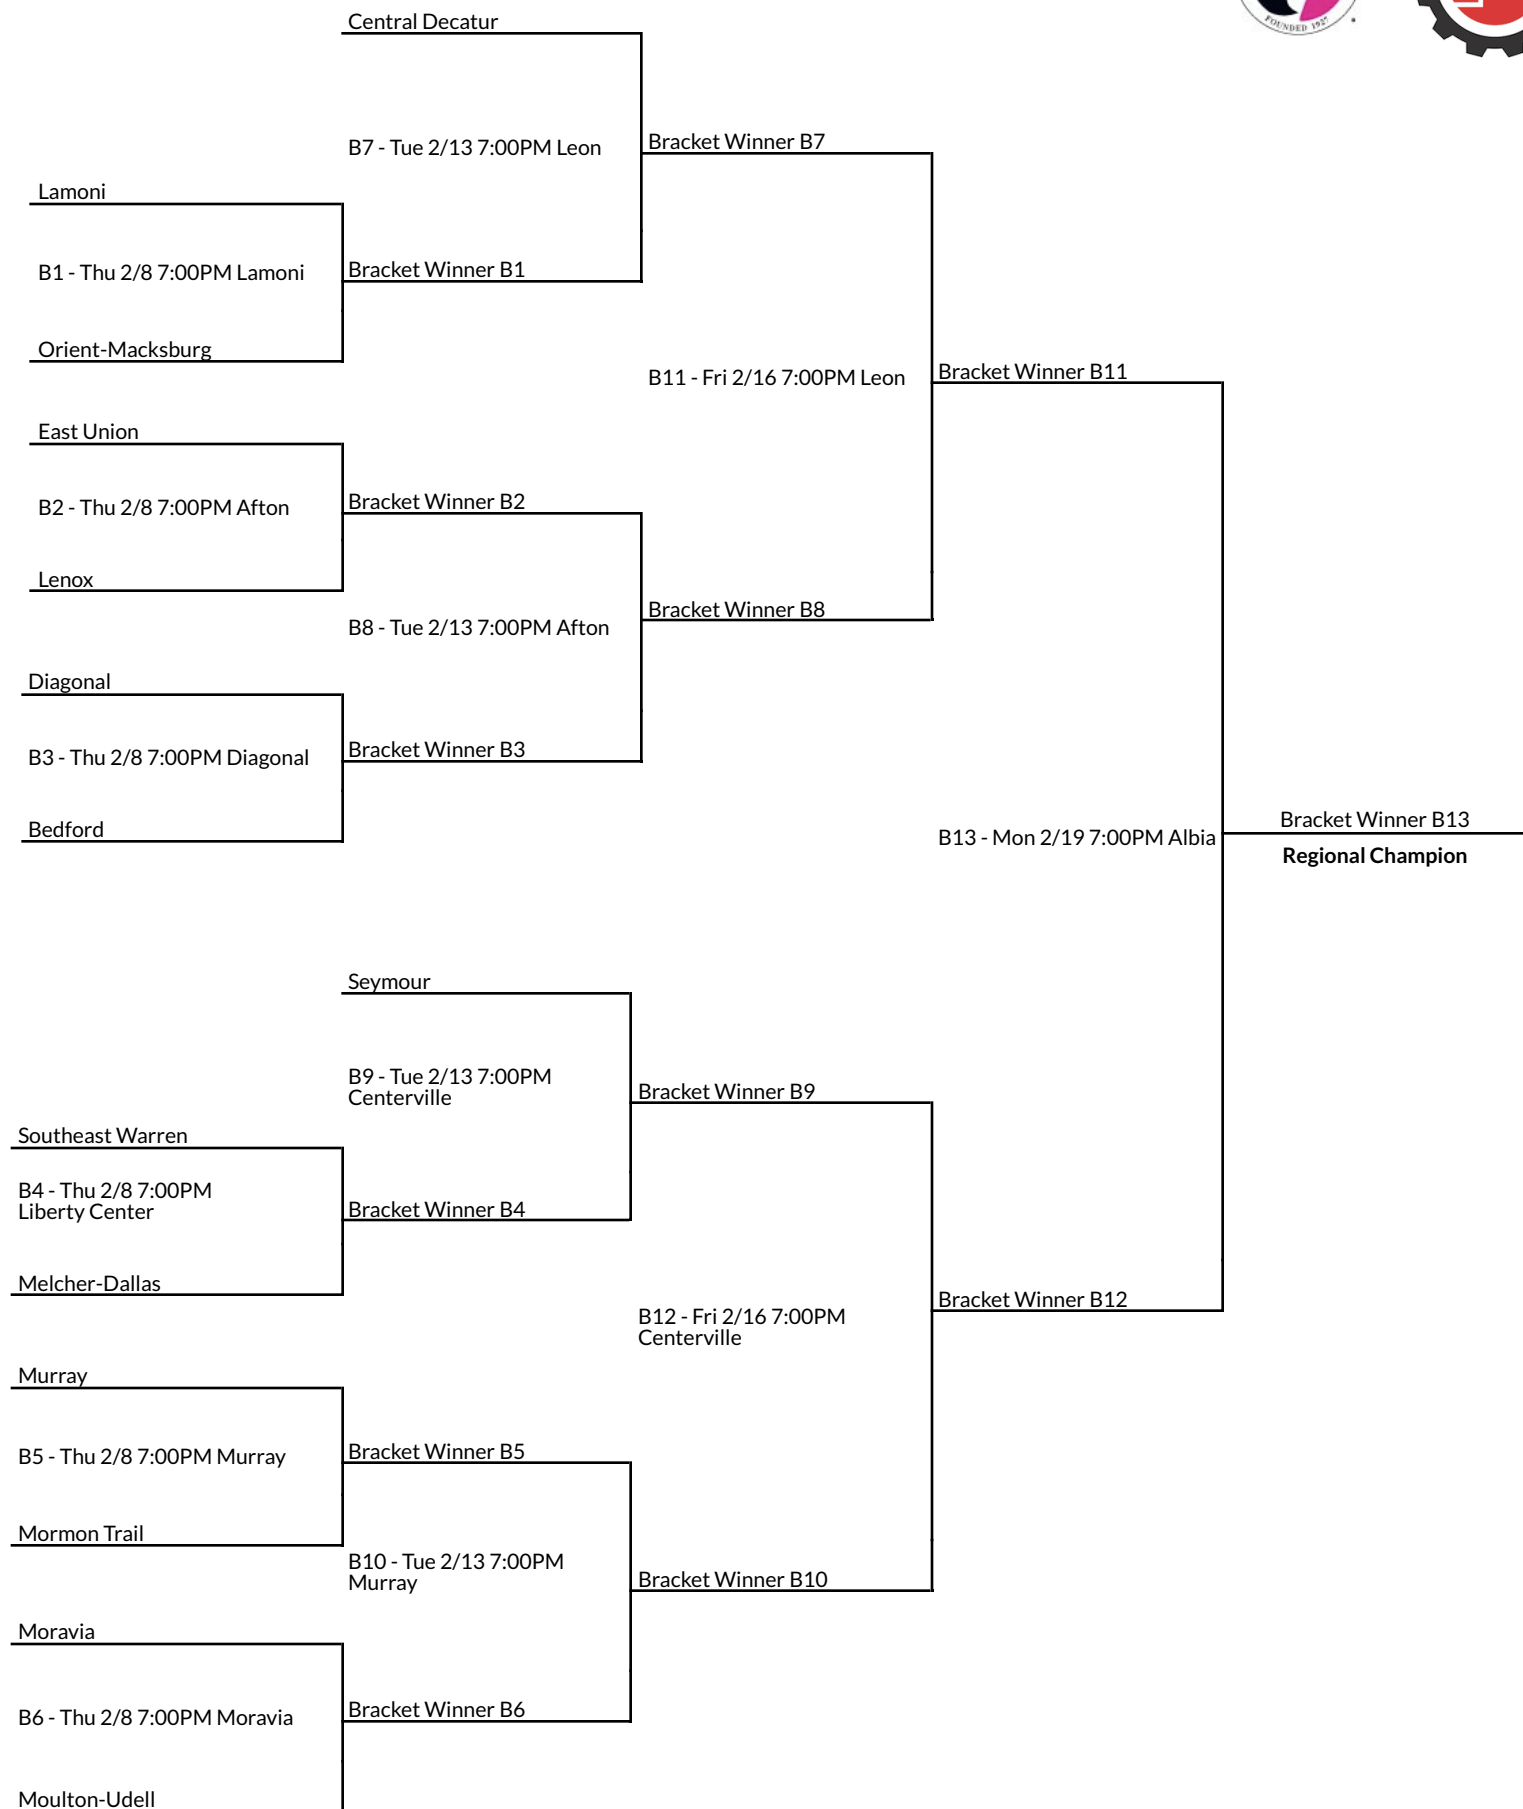 FOUNDED 1927
Central Decatur
B7 - Tue 2/13 7:00PM Leon
Bracket Winner B7
Lamoni
B1 - Thu 2/8 7:00PM Lamoni
Bracket Winner B1
Orient-Macksburg
B11 - Fri 2/16 7:00PM Leon
Bracket Winner B11
East Union
B2 - Thu 2/8 7:00PM Afton
Bracket Winner B2
Lenox
B8 - Tue 2/13 7:00PM Afton
Bracket Winner B8
Diagonal
B3 - Thu 2/8 7:00PM Diagonal
Bracket Winner B3
Bedford
B13 - Mon 2/19 7:00PM Albia
Bracket Winner B13
Regional Champion
Seymour
B9 - Tue 2/13 7:00PM
Centerville
Bracket Winner B9
Southeast Warren
B4 - Thu 2/8 7:00PM
Liberty Center
Bracket Winner B4
Melcher-Dallas
B12 - Fri 2/16 7:00PM
Centerville
Bracket Winner B12
Murray
B5 - Thu 2/8 7:00PM Murray
Bracket Winner B5
Mormon Trail
B10 - Tue 2/13 7:00PM
Murray
Bracket Winner B10
Moravia
B6 - Thu 2/8 7:00PM Moravia
Bracket Winner B6
Moulton-Udell